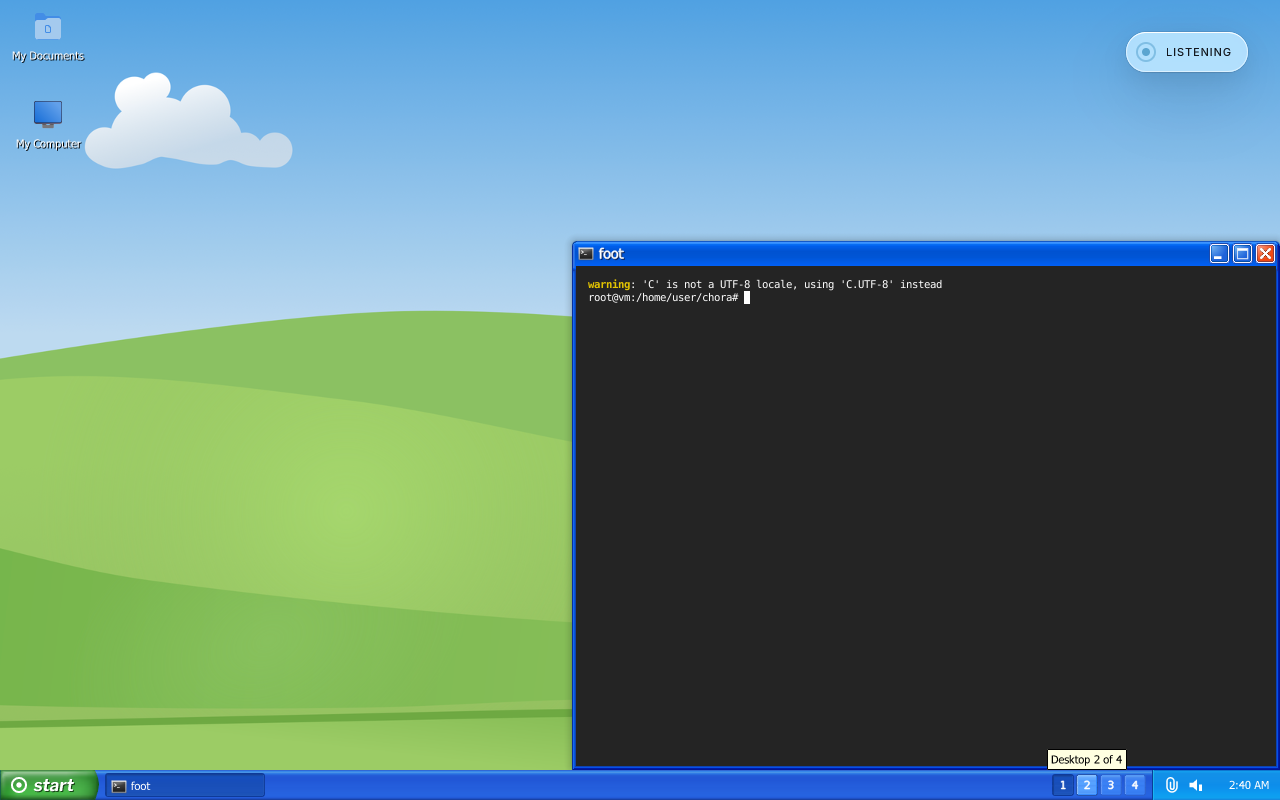 My Documents
LISTENING
My Computer
foot
warning: 'C' is not a UTF-8 locale, using 'C.UTF-8' instead
root@vm:/home/user/chora#
Desktop 2 of 4
start
foot
1 2 3 4
2:40 AM